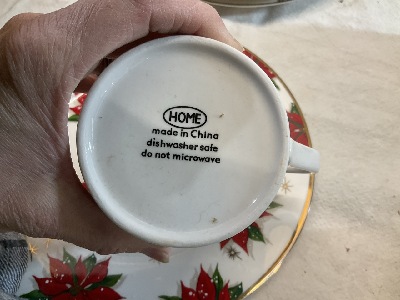 HOME
made in China
dishwasher safe
do not microwave